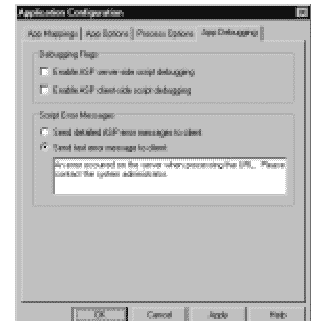 Application Configuration
App Mappings
App Options
Process Options
App Debugging
Debugging Flags
Enable ASP server-side script debugging
Enable ASP client-side script debugging
Script Error Messages
Send detailed ASP error messages to client
Send text error message to client:
An error occurred on the server when processing the URL. Please
contact the system administrator.
OK
Cancel
Apply
Help